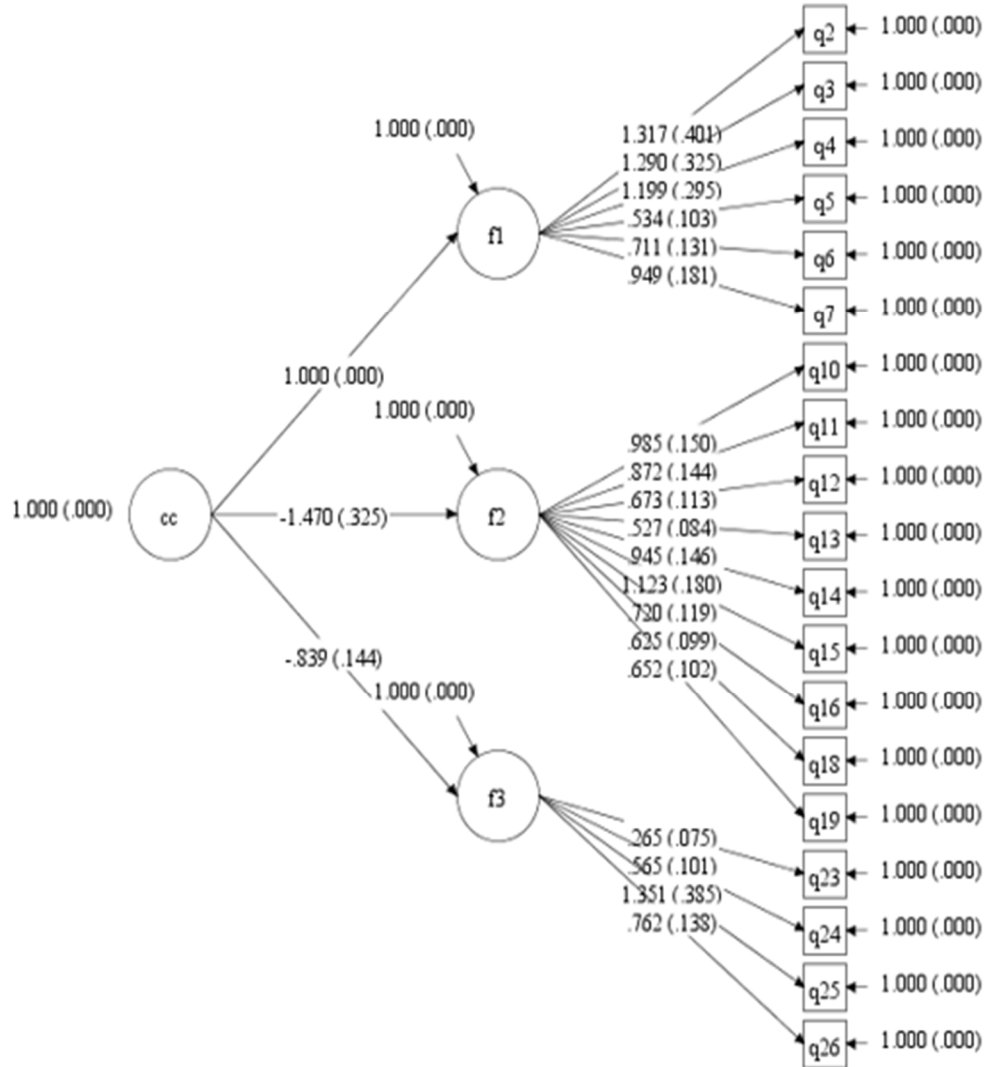 q2 1.000 (.000)
q3 1.000 (.000)
1.000 (.000)
1.317 (.401)
q4 1.000 (.000)
1.290 (.325)
1.199 (.295)
q5 1.000 (.000)
.534 (.103)
f1
.711 (.131)
q6 1.000 (.000)
.949 (.181)
q7 1.000 (.000)
q10 1.000 (.000)
1.000 (.000)
1.000 (.000)
q11 1.000 (.000)
.985 (.150)
.872 (.144)
q12 1.000 (.000)
.673 (.113)
1.000 (.000) cc -1.470 (.325) f2
.527 (.084)
q13 1.000 (.000)
.945 (.146)
1.123 (.180)
q14 1.000 (.000)
.720 (.119)
.625 (.099)
q15 1.000 (.000)
-.839 (.144)
.652 (.102)
1.000 (.000)
q16 1.000 (.000)
q18 1.000 (.000)
f3
q19 1.000 (.000)
.265 (.075)
.565 (.101)
q23 1.000 (.000)
1.351 (.385)
.762 (.138)
q24 1.000 (.000)
q25 1.000 (.000)
q26 1.000 (.000)